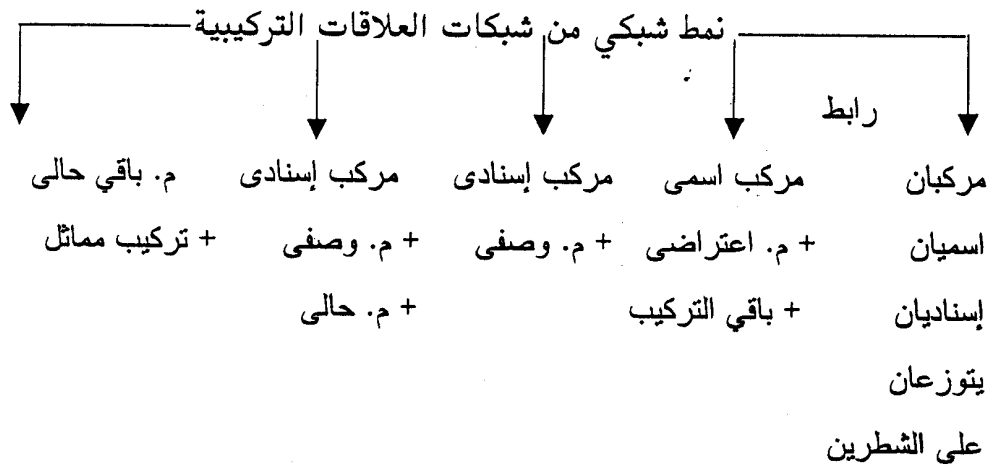 نمط شبكي من شبكات العلاقات التركيبية
رابط
مركبان    مركب اسمى    مركب إسنادى    مركب إسنادى    م. باقي حالى
اسميان    + م. اعتراضى    + م. وصفى    + م. وصفى    + تركيب مماثل
إسناديان    + باقي التركيب    + م. حالى
يتوزعان
على الشطرين